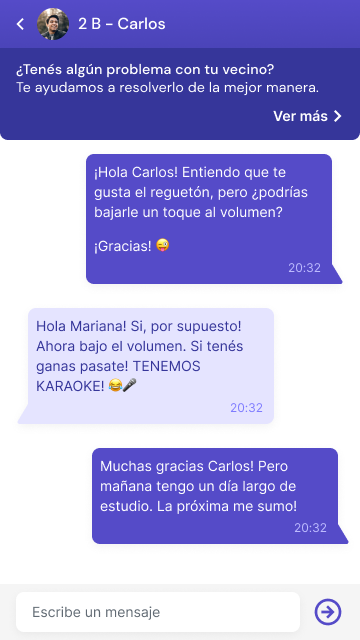 2 B - Carlos
¿Tenés algún problema con tu vecino?
Te ayudamos a resolverlo de la mejor manera.
Ver más
¡Hola Carlos! Entiendo que te
gusta el reguetón, pero ¿podrías
bajarle un toque al volumen?
¡Gracias! 😜
20:32
Hola Mariana! Si, por supuesto!
Ahora bajo el volumen. Si tenés
ganas pasate! TENEMOS
KARAOKE! 😂🎤
20:32
Muchas gracias Carlos! Pero
mañana tengo un día largo de
estudio. La próxima me sumo!
20:32
Escribe un mensaje